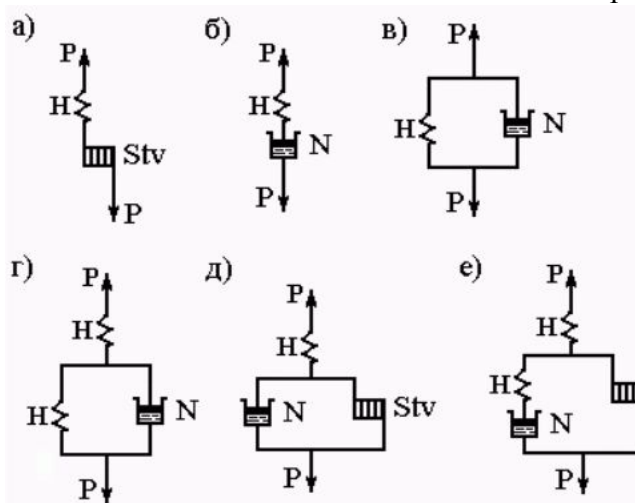 а) б) в)
P P P
H Stv H N H N
P P P
г) д) е)
P P P
H H H
H N N Stv H N
P P P